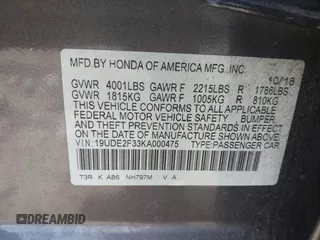 MFD.BY HONDA OF AMERICA MFG.,INC. 10/18
GVWR 4001LBS GAWR F 2215LBS R 1786LBS
GVWR 1815KG GAWR F 1005KG R 810KG
THIS VEHICLE CONFORMS TO ALL APPLICABLE
FEDERAL MOTOR VEHICLE SAFETY, BUMPER,AND
THEFT PREVENTION STANDARDS IN EFFECT ON THE
DATE OF MANUFACTURE SHOWN ABOVE.
V.I.N:19UDE2F33KA000475 TYPE:PASSENGER CAR
T3R K AB6 NH797M V A
© DREAMBID
© DREAMBID